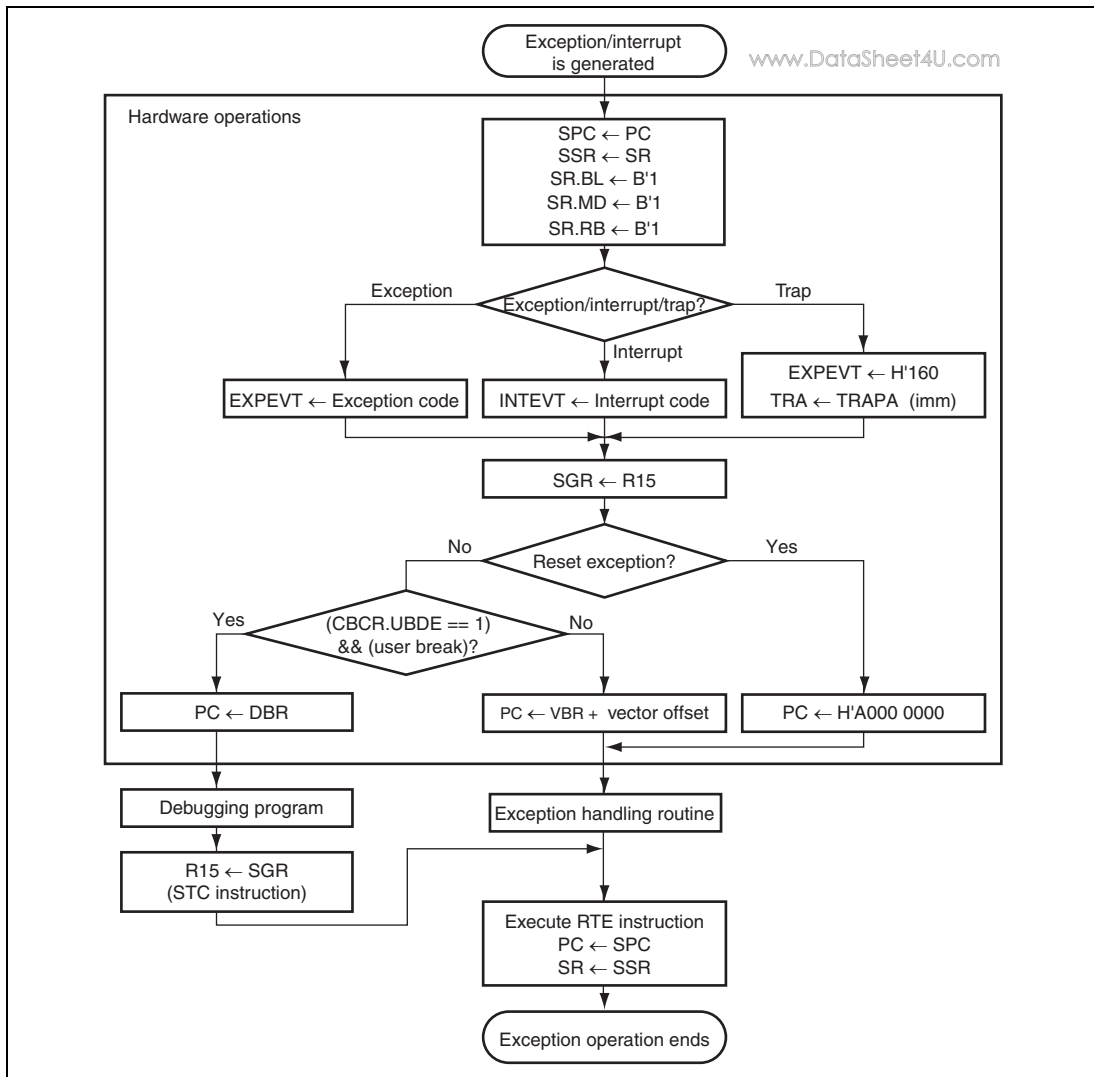 Exception/interrupt
is generated
www.DataSheet4U.com
Hardware operations
SPC ← PC
SSR ← SR
SR.BL ← B'1
SR.MD ← B'1
SR.RB ← B'1
Exception
Exception/interrupt/trap?
Trap
Interrupt
EXPEVT ← Exception code
INTEVT ← Interrupt code
EXPEVT ← H'160
TRA ← TRAPA (imm)
SGR ← R15
No
Reset exception?
Yes
Yes
(CBCR.UBDE == 1)
&& (user break)?
No
PC ← DBR
PC ← VBR + vector offset
PC ← H'A000 0000
Debugging program
Exception handling routine
R15 ← SGR
(STC instruction)
Execute RTE instruction
PC ← SPC
SR ← SSR
Exception operation ends